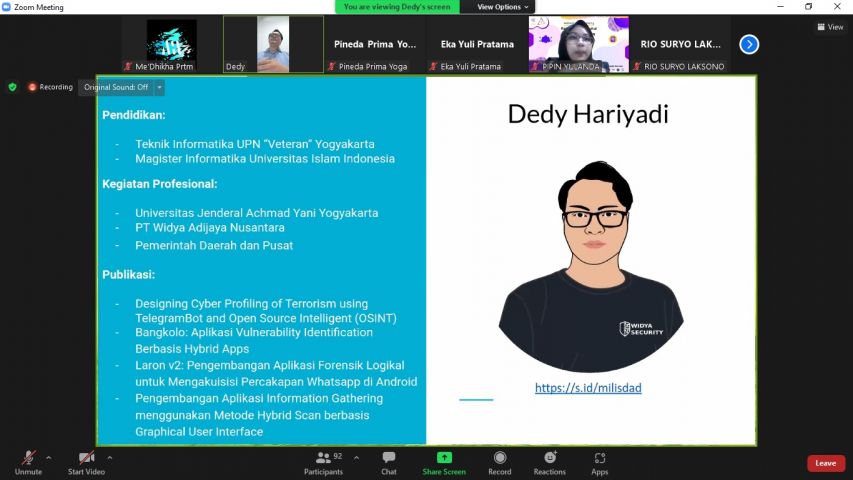 Zoom Meeting
You are viewing Dedy's screen
View Options
View
Me'Dhikha Prtm
Dedy
Pineda Prima Yo...
Pineda Prima Yoga
Eka Yuli Pratama
Eka Yuli Pratama
PIPIN YULANDA
RIO SURYO LAK...
RIO SURYO LAKSONO
Recording
Original Sound: Off
Pendidikan:
- Teknik Informatika UPN "Veteran" Yogyakarta
- Magister Informatika Universitas Islam Indonesia
Kegiatan Profesional:
- Universitas Jenderal Achmad Yani Yogyakarta
- PT Widya Adijaya Nusantara
- Pemerintah Daerah dan Pusat
Publikasi:
- Designing Cyber Profiling of Terrorism using
TelegramBot and Open Source Intelligent (OSINT)
- Bangkolo: Aplikasi Vulnerability Identification
Berbasis Hybrid Apps
- Laron v2: Pengembangan Aplikasi Forensik Logikal
untuk Mengakuisisi Percakapan Whatsapp di Android
- Pengembangan Aplikasi Information Gathering
menggunakan Metode Hybrid Scan berbasis
Graphical User Interface
Dedy Hariyadi
WIDYA
SECURITY
https://s.id/milisdad
Unmute
Start Video
92
Participants
Chat
Share Screen
Record
Reactions
Apps
Leave